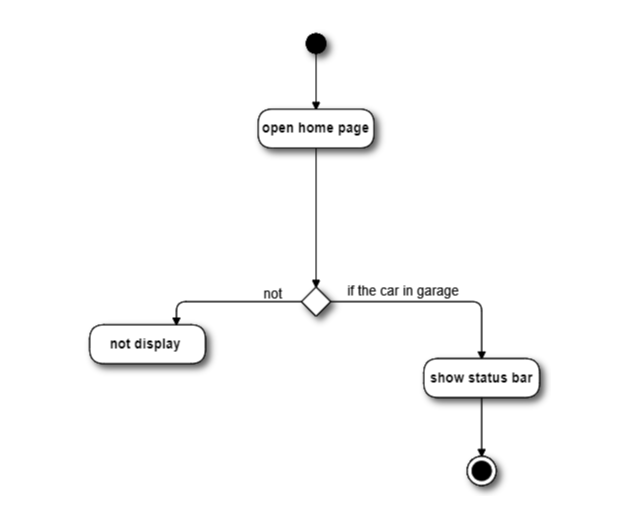 open home page
not
if the car in garage
not display
show status bar